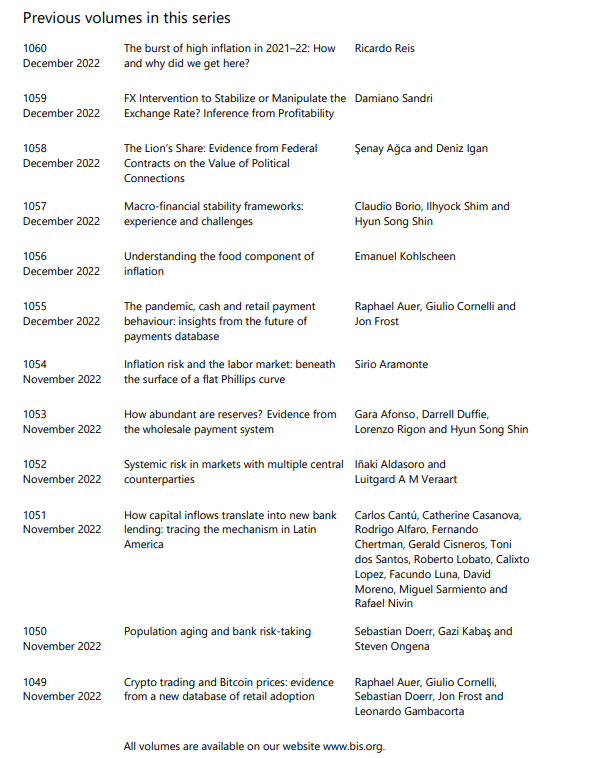 Previous volumes in this series
1060
December 2022
The burst of high inflation in 2021–22: How
and why did we get here?
Ricardo Reis
1059
December 2022
FX Intervention to Stabilize or Manipulate the
Exchange Rate? Inference from Profitability
Damiano Sandri
1058
December 2022
The Lion's Share: Evidence from Federal
Contracts on the Value of Political
Connections
Şenay Ağca and Deniz Igan
1057
December 2022
Macro-financial stability frameworks:
experience and challenges
Claudio Borio, Ilhyock Shim and
Hyun Song Shin
1056
December 2022
Understanding the food component of
inflation
Emanuel Kohlscheen
1055
December 2022
The pandemic, cash and retail payment
behaviour: insights from the future of
payments database
Raphael Auer, Giulio Cornelli and
Jon Frost
1054
November 2022
Inflation risk and the labor market: beneath
the surface of a flat Phillips curve
Sirio Aramonte
1053
November 2022
How abundant are reserves? Evidence from
the wholesale payment system
Gara Afonso, Darrell Duffie,
Lorenzo Rigon and Hyun Song Shin
1052
November 2022
Systemic risk in markets with multiple central
counterparties
Iñaki Aldasoro and
Luitgard A M Veraart
1051
November 2022
How capital inflows translate into new bank
lending: tracing the mechanism in Latin
America
Carlos Cantú, Catherine Casanova,
Rodrigo Alfaro, Fernando
Chertman, Gerald Cisneros, Toni
dos Santos, Roberto Lobato, Calixto
Lopez, Facundo Luna, David
Moreno, Miguel Sarmiento and
Rafael Nivin
1050
November 2022
Population aging and bank risk-taking
Sebastian Doerr, Gazi Kabaş and
Steven Ongena
1049
November 2022
Crypto trading and Bitcoin prices: evidence
from a new database of retail adoption
Raphael Auer, Giulio Cornelli,
Sebastian Doerr, Jon Frost and
Leonardo Gambacorta
All volumes are available on our website www.bis.org.